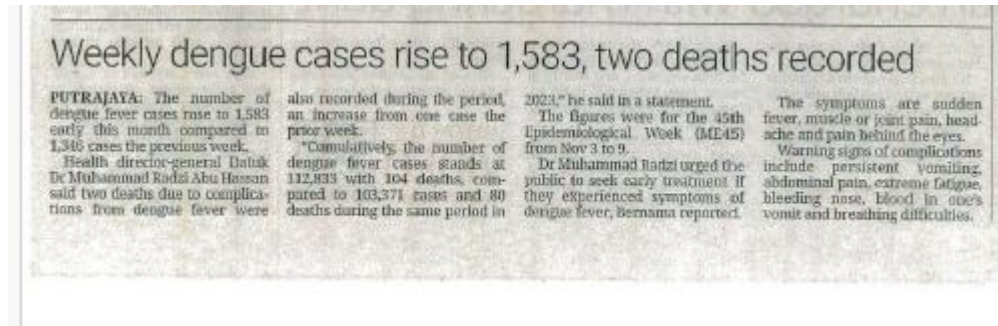 Weekly dengue cases rise to 1,583, two deaths recorded
PUTRAJAYA: The number of
dengue fever cases rose to 1,583
early this month compared to
1,346 cases the previous week.
Health director-general Datuk
Dr Muhammad Radzi Abu Hassan
said two deaths due to complica-
tions from dengue fever were
also recorded during the period,
an increase from one case the
prior week.
"Cumulatively, the number of
dengue fever cases stands at
112,833 with 104 deaths, com-
pared to 103,371 cases and 80
deaths during the same period in
2023," he said in a statement.
The figures were for the 45th
Epidemiological Week (ME45)
from Nov 3 to 9.
Dr Muhammad Radzi urged the
public to seek early treatment if
they experienced symptoms of
dengue fever, Bernama reported.
The symptoms are sudden
fever, muscle or joint pain, head-
ache and pain behind the eyes.
Warning signs of complications
include persistent vomiting,
abdominal pain, extreme fatigue,
bleeding nose, blood in one's
vomit and breathing difficulties.